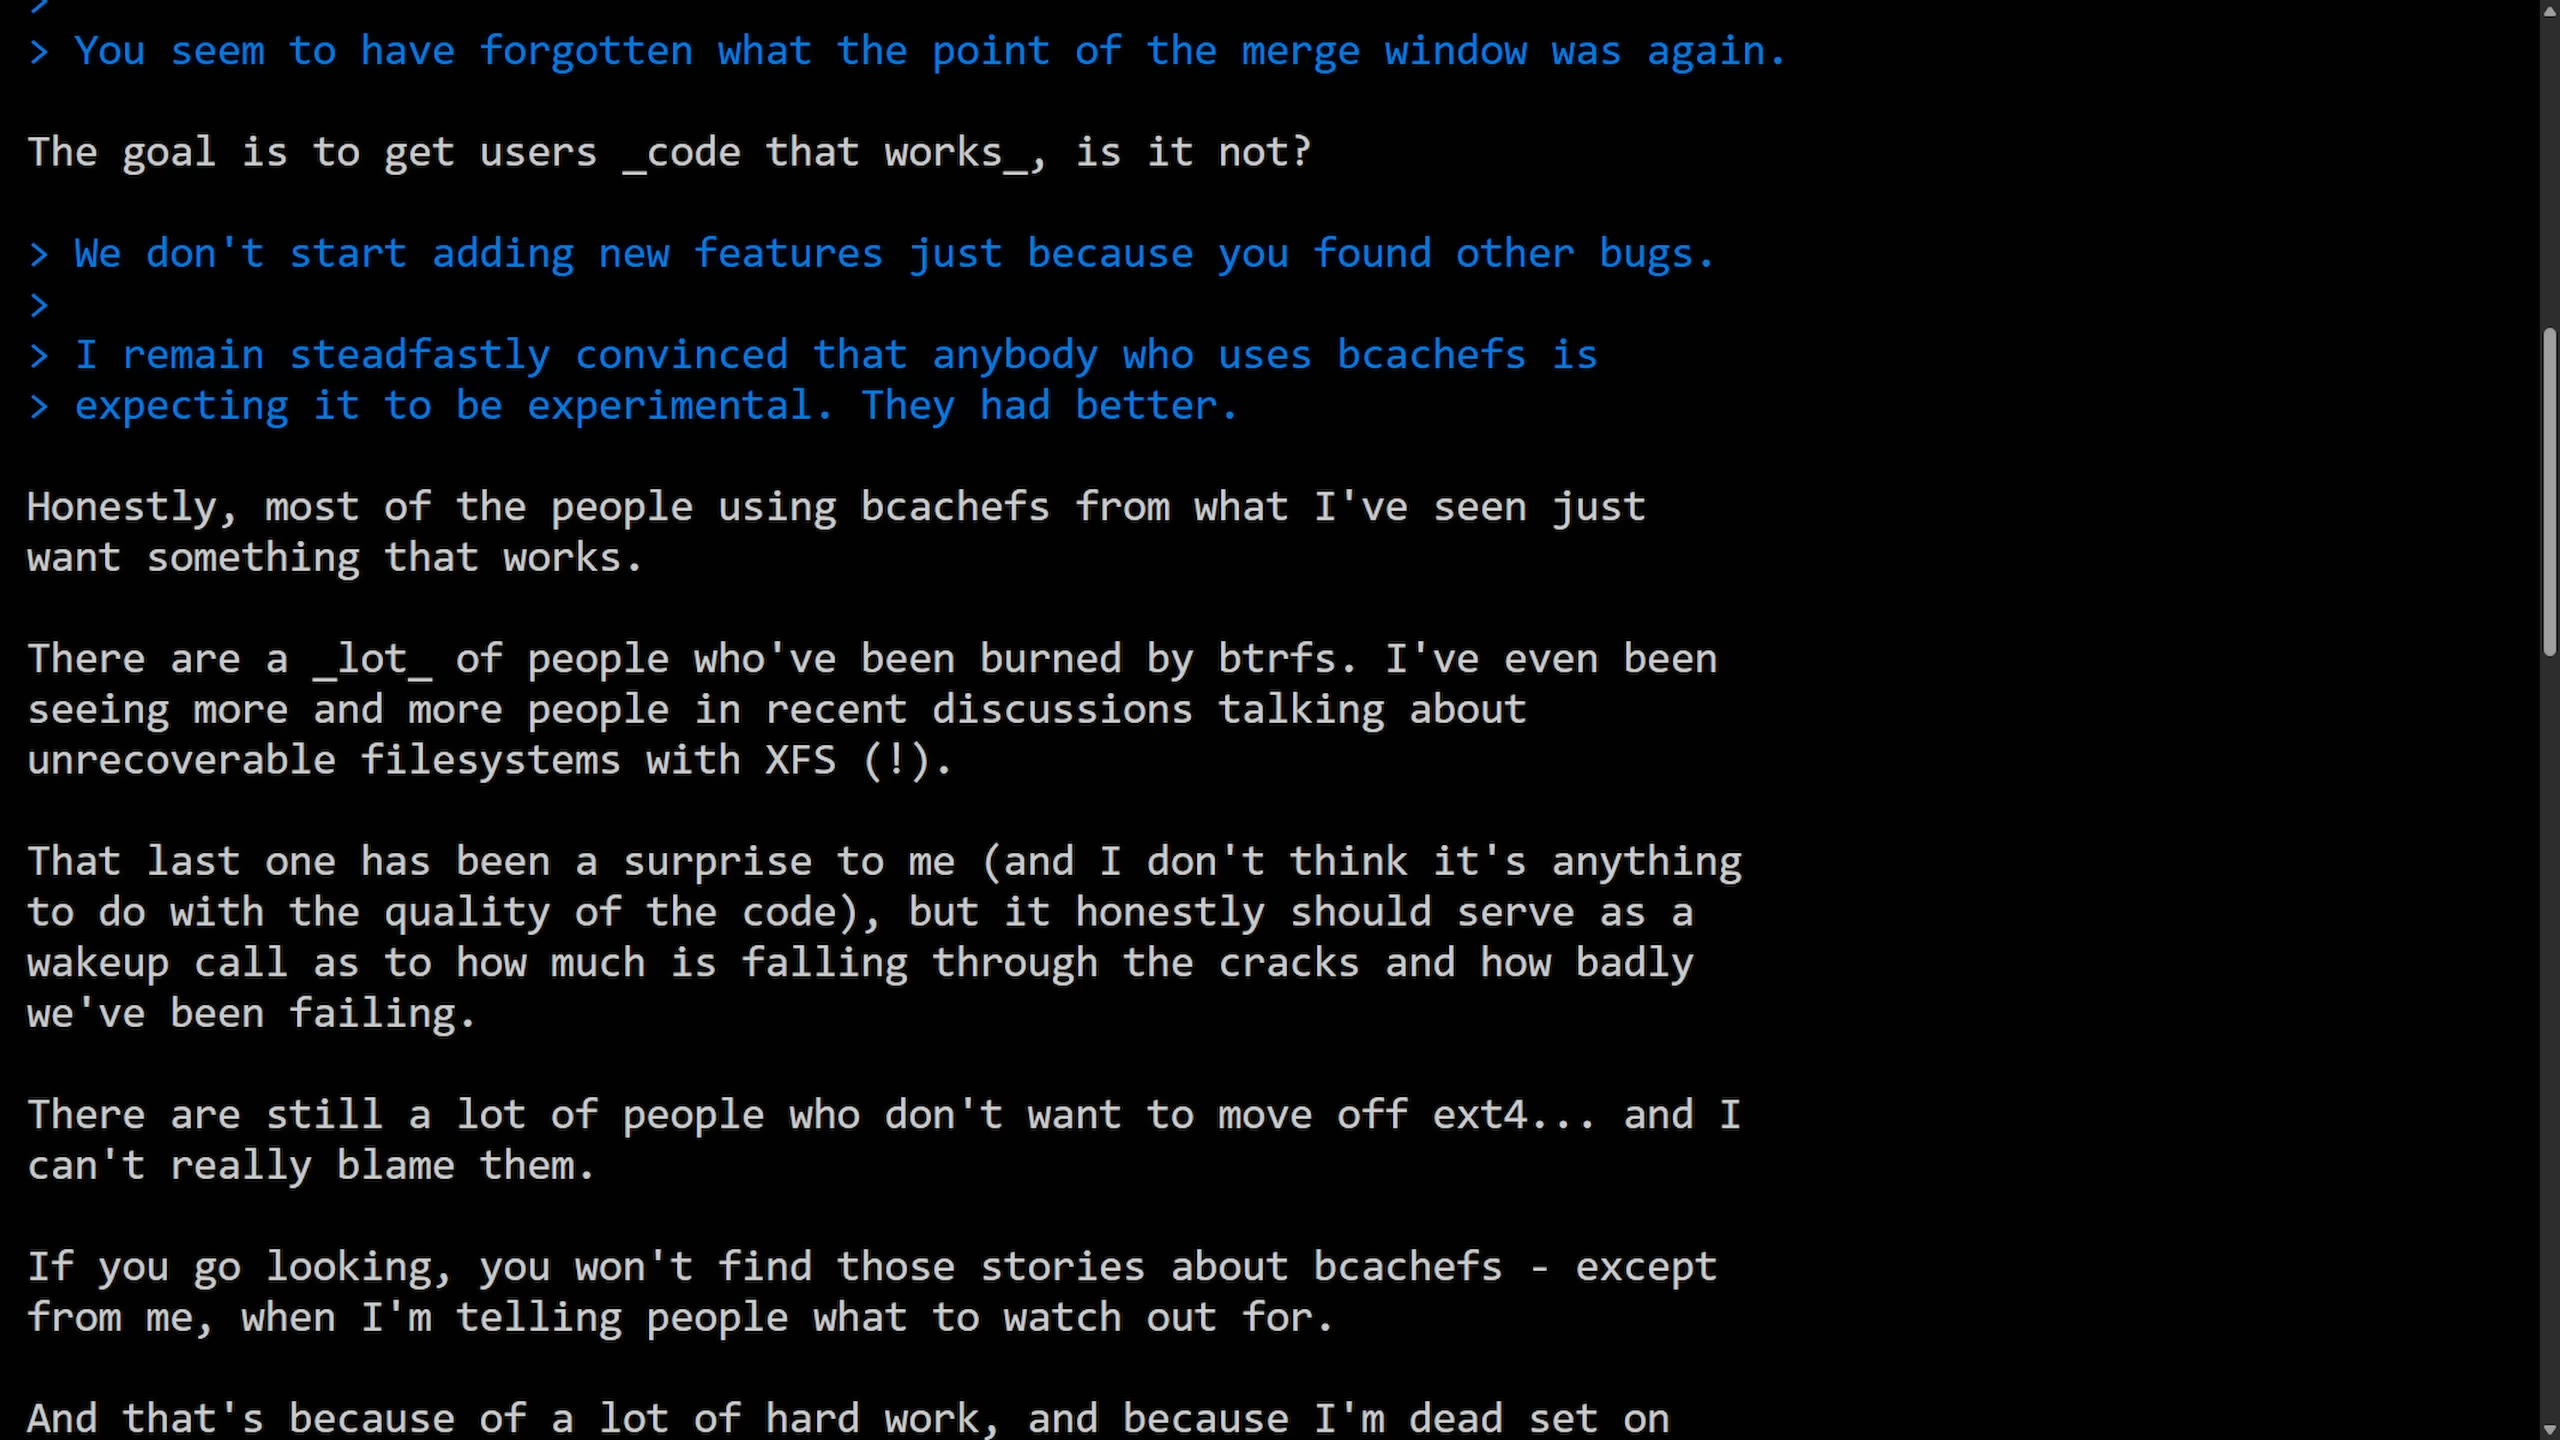 >
> You seem to have forgotten what the point of the merge window was again.
The goal is to get users _code that works_, is it not?
> We don't start adding new features just because you found other bugs.
>
> I remain steadfastly convinced that anybody who uses bcachefs is
> expecting it to be experimental. They had better.
Honestly, most of the people using bcachefs from what I've seen just
want something that works.
There are a _lot_ of people who've been burned by btrfs. I've even been
seeing more and more people in recent discussions talking about
unrecoverable filesystems with XFS (!).
That last one has been a surprise to me (and I don't think it's anything
to do with the quality of the code), but it honestly should serve as a
wakeup call as to how much is falling through the cracks and how badly
we've been failing.
There are still a lot of people who don't want to move off ext4... and I
can't really blame them.
If you go looking, you won't find those stories about bcachefs - except
from me, when I'm telling people what to watch out for.
And that's because of a lot of hard work, and because I'm dead set on